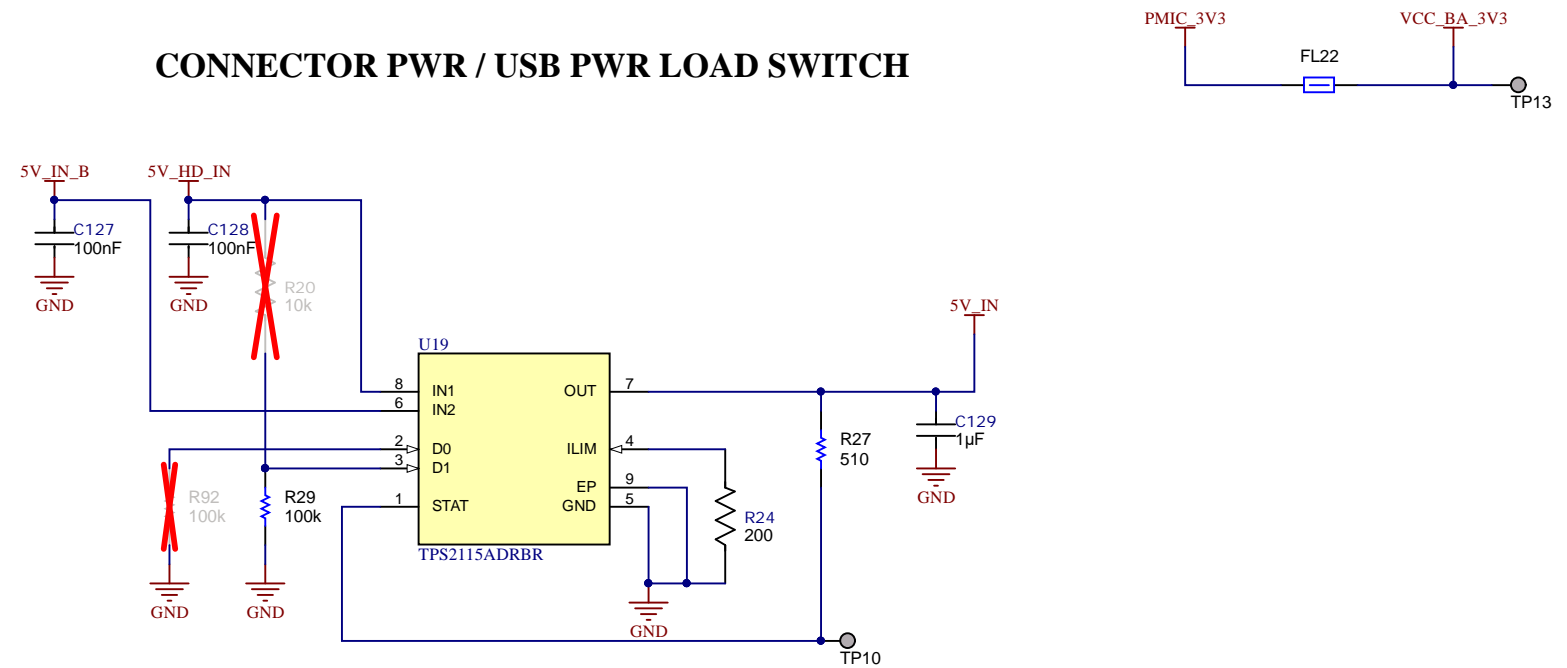 PMIC_3V3
VCC_BA_3V3
CONNECTOR PWR / USB PWR LOAD SWITCH
FL22
TP13
5V_IN_B
5V_HD_IN
C127
100nF
C128
100nF
GND
GND
R20
10k
5V_IN
U19
8 IN1
6 IN2
2 D0
3 D1
1 STAT
OUT 7
ILIM 4
EP 9
GND 5
TPS2115ADRBR
R27
510
C129
1µF
GND
R92
100k
R29
100k
R24
200
GND
GND
GND
TP10